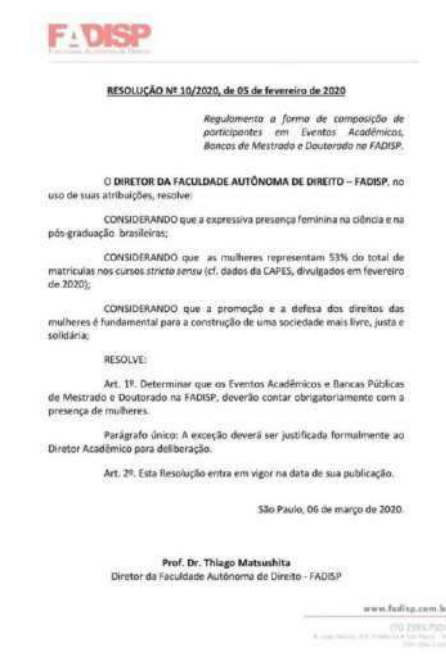 FADISP
Faculdade Autônoma de Direito
RESOLUÇÃO Nº 10/2020, de 05 de fevereiro de 2020
Regulamenta a forma de composição de
participantes em Eventos Acadêmicos,
Bancas de Mestrado e Doutorado na FADISP.
O DIRETOR DA FACULDADE AUTÔNOMA DE DIREITO – FADISP, no
uso de suas atribuições, resolve:
CONSIDERANDO que a expressiva presença feminina na ciência e na
pós-graduação brasileiras;
CONSIDERANDO que as mulheres representam 53% do total de
matrículas nos cursos stricto sensu (cf. dados da CAPES, divulgados em fevereiro
de 2020);
CONSIDERANDO que a promoção e a defesa dos direitos das
mulheres é fundamental para a construção de uma sociedade mais livre, justa e
solidária;
RESOLVE:
Art. 1º. Determinar que os Eventos Acadêmicos e Bancas Públicas
de Mestrado e Doutorado na FADISP, deverão contar obrigatoriamente com a
presença de mulheres.
Parágrafo único: A exceção deverá ser justificada formalmente ao
Diretor Acadêmico para deliberação.
Art. 2º. Esta Resolução entra em vigor na data de sua publicação.
São Paulo, 06 de março de 2020.
Prof. Dr. Thiago Matsushita
Diretor da Faculdade Autônoma de Direito - FADISP
www.fadisp.com.b